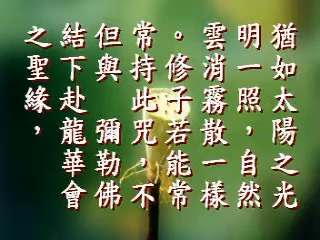 猶如太陽之光
明一照，自然
雲消霧散一樣
。修子若能常
常持此咒，不
但與　彌勒佛
結下赴龍華會
之聖緣，